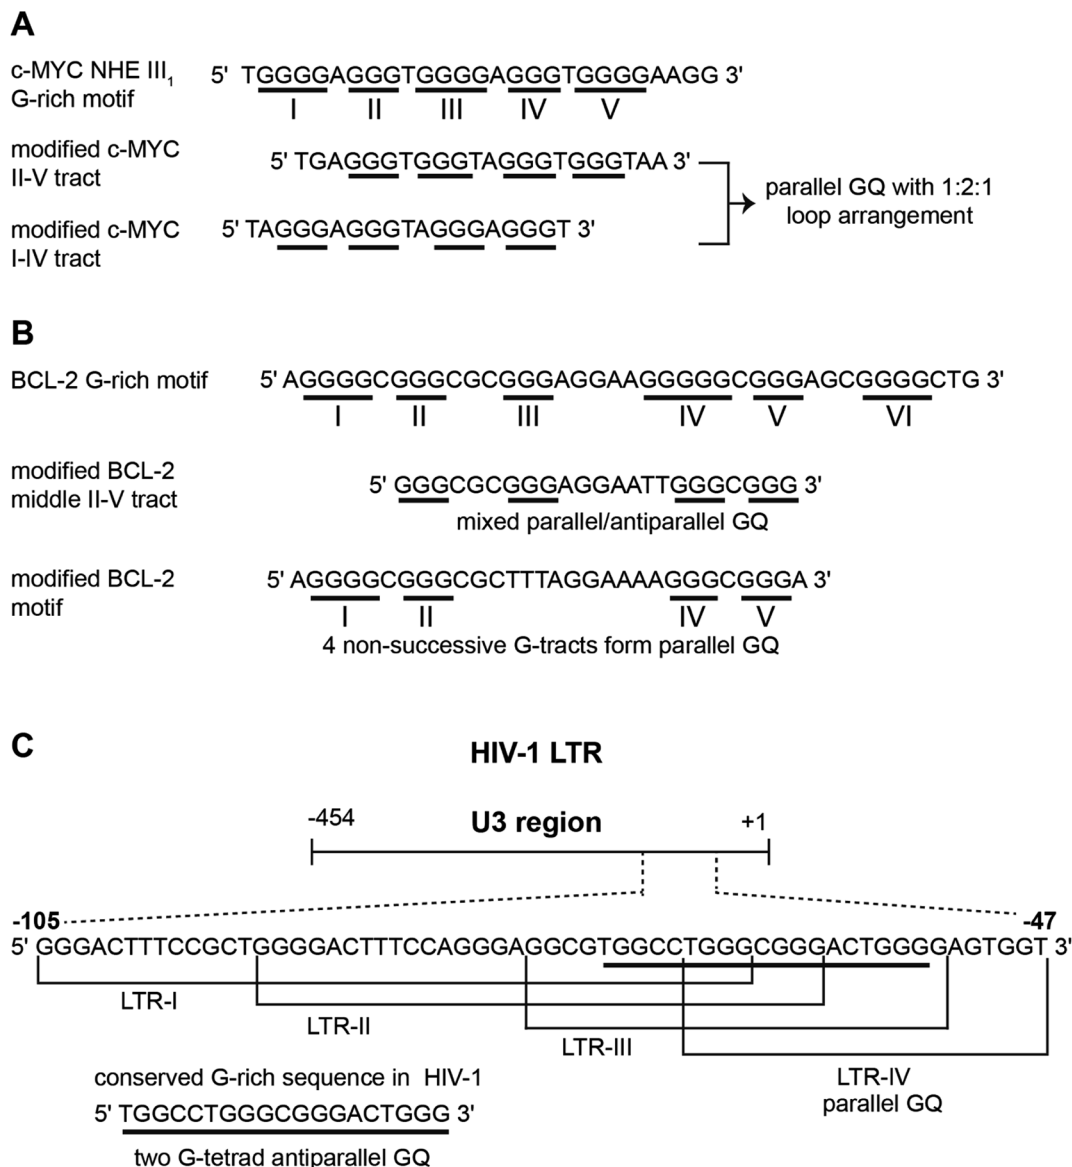 A
c-MYC NHE III1
G-rich motif
5' TGGGGAGGGTGGGGAGGGTGGGGAAGG 3'
I II III IV V
modified c-MYC
II-V tract
5' TGAGGGTGGGTAGGGTGGGTAA 3'
modified c-MYC
I-IV tract
5' TAGGGAGGGTAGGGAGGGT 3'
parallel GQ with 1:2:1
loop arrangement
B
BCL-2 G-rich motif
5' AGGGGCGGGCGCGGGAGGAAGGGGGCGGGAGCGGGGCTG 3'
I II III IV V VI
modified BCL-2
middle II-V tract
5' GGGCGCGGGAGGAATTGGGCGGG 3'
mixed parallel/antiparallel GQ
modified BCL-2
motif
5' AGGGGCGGGCGCTTTAGGAAAAGGGCGGGA 3'
I II IV V
4 non-successive G-tracts form parallel GQ
C
HIV-1 LTR
-454 U3 region +1
-105 -47
5' GGGACTTTCCGCTGGGGACTTTCCAGGGAGGCGTGGCCTGGGCGGGACTGGGGAGTGGT 3'
LTR-I
LTR-II
LTR-III
LTR-IV
parallel GQ
conserved G-rich sequence in HIV-1
5' TGGCCTGGGCGGGACTGGG 3'
two G-tetrad antiparallel GQ